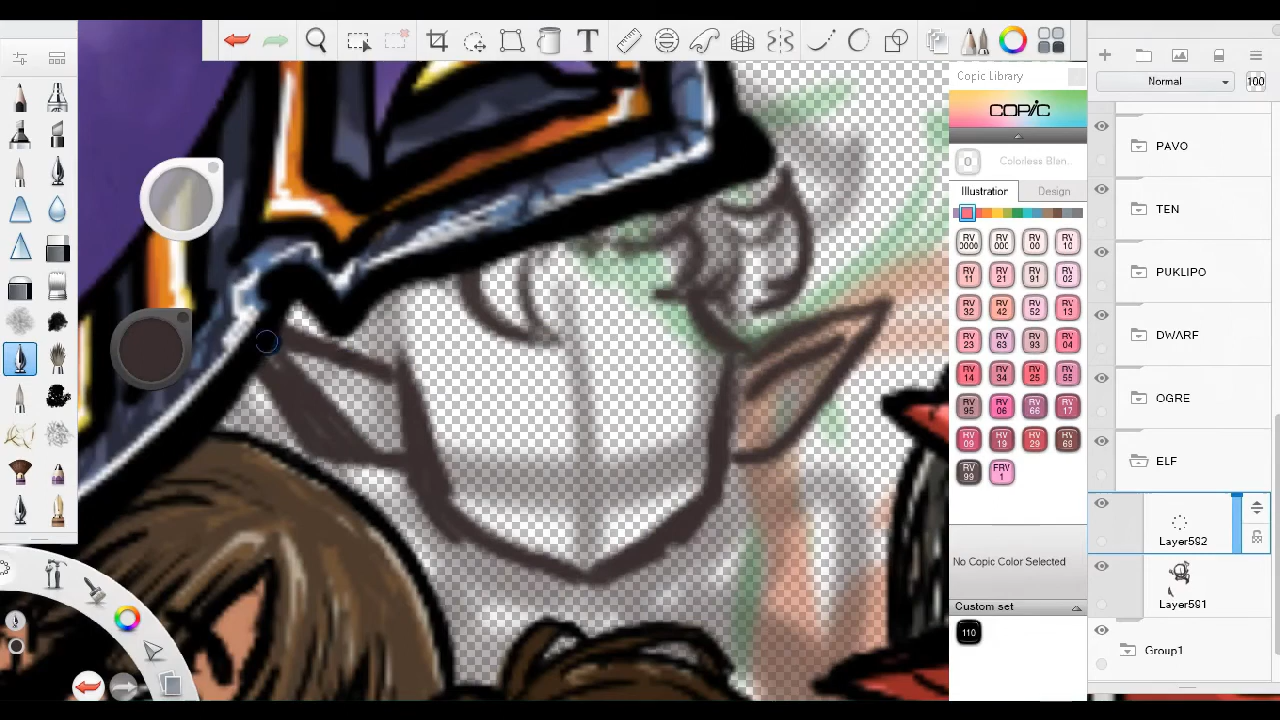 T
Copic Library
COPIC
0 Colorless Blan..
Illustration Design
RV 0000 RV 000 RV 00 RV 10
RV 11 RV 21 RV 91 RV 02
RV 32 RV 42 RV 52 RV 13
RV 23 RV 63 RV 93 RV 04
RV 14 RV 34 RV 25 RV 55
RV 95 RV 06 RV 66 RV 17
RV 09 RV 19 RV 29 RV 69
RV 99 FRV 1
No Copic Color Selected
Custom set
110
Normal 100
PAVO
TEN
PUKLIPO
DWARF
OGRE
ELF
Layer592
Layer591
Group1